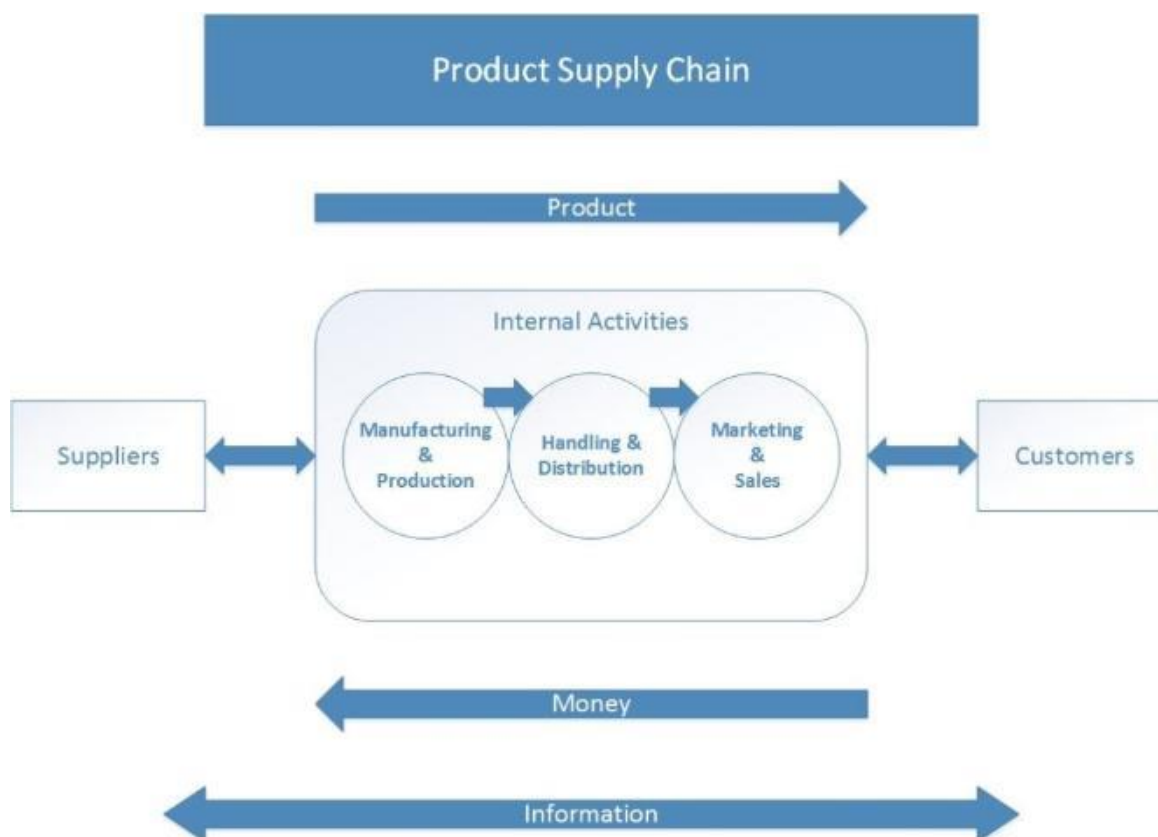 Product Supply Chain
Product
Internal Activities
Suppliers
Manufacturing
&
Production
Handling &
Distribution
Marketing
&
Sales
Customers
Money
Information